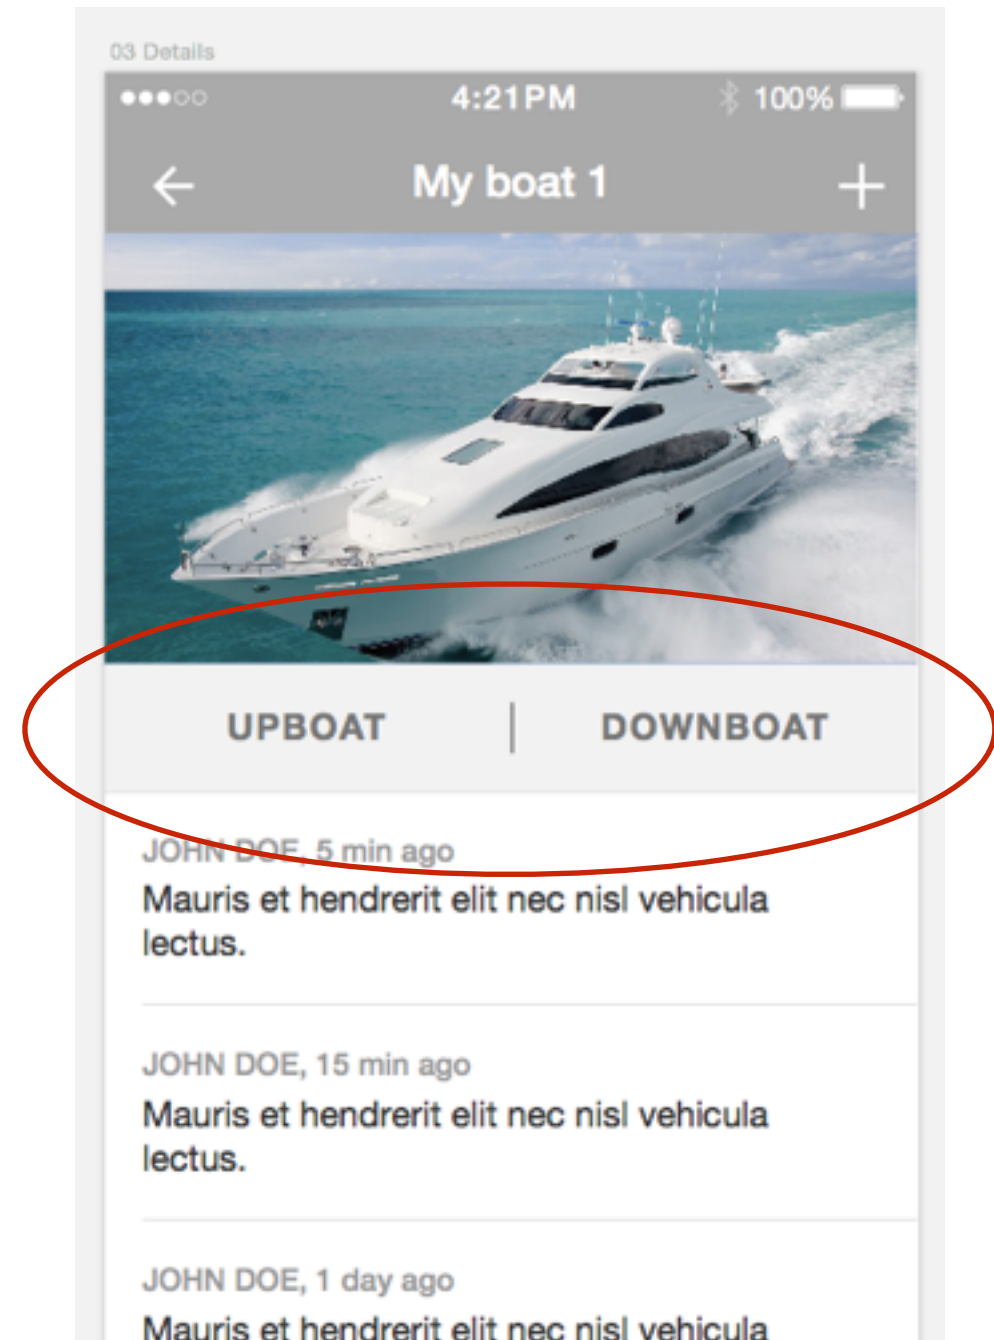 03 Details
4:21PM 100%
My boat 1
UPBOAT | DOWNBOAT
JOHN DOE, 5 min ago
Mauris et hendrerit elit nec nisl vehicula
lectus.
JOHN DOE, 15 min ago
Mauris et hendrerit elit nec nisl vehicula
lectus.
JOHN DOE, 1 day ago
Mauris et hendrerit elit nec nisl vehicula